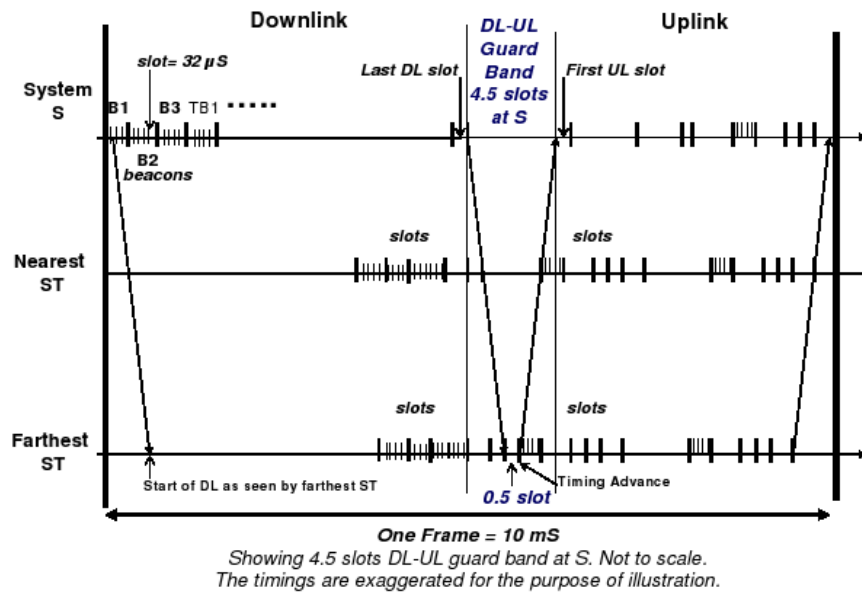 Downlink
DL-UL
Guard
Band
4.5 slots
at S
Uplink
slot= 32 µS
Last DL slot
First UL slot
System
S
B1
B3
TB1
B2
beacons
slots
slots
Nearest
ST
slots
slots
Farthest
ST
Start of DL as seen by farthest ST
Timing Advance
0.5 slot
One Frame = 10 mS
Showing 4.5 slots DL-UL guard band at S. Not to scale.
The timings are exaggerated for the purpose of illustration.